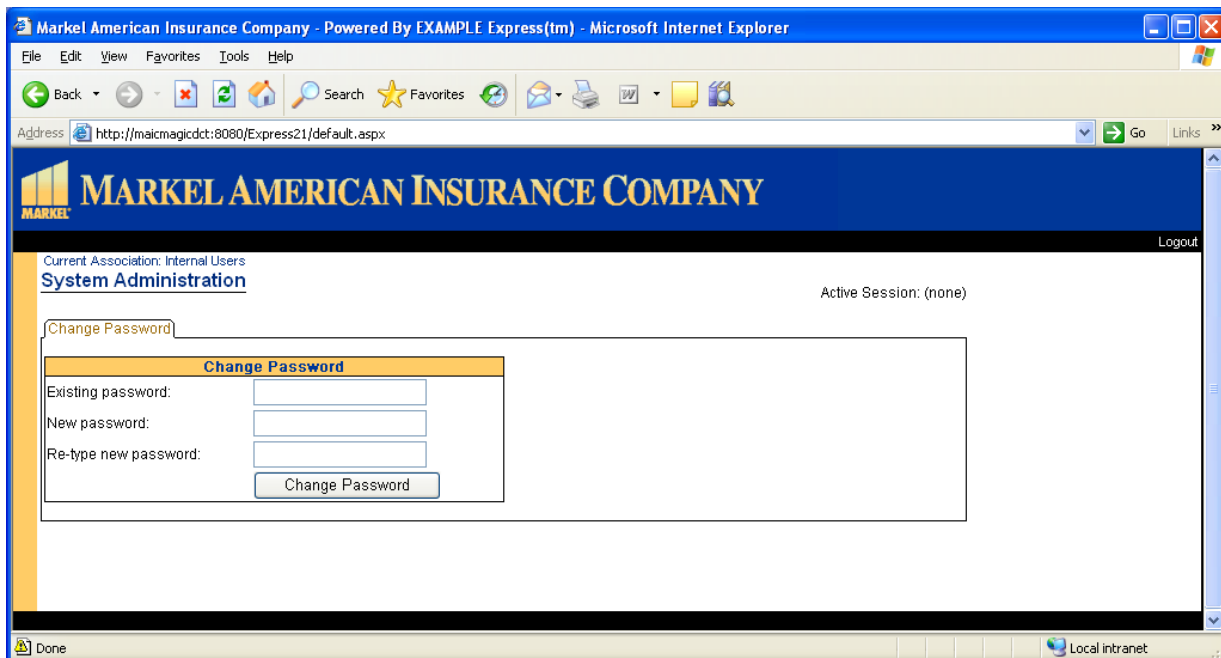 Markel American Insurance Company - Powered By EXAMPLE Express(tm) - Microsoft Internet Explorer
File Edit View Favorites Tools Help
Back Search Favorites W
Address http://maicmagicdct:8080/Express21/default.aspx Go Links »
MARKEL MARKEL AMERICAN INSURANCE COMPANY
Logout
Current Association: Internal Users
System Administration
Active Session: (none)
Change Password
Change Password
Existing password:
New password:
Re-type new password:
Change Password
Done Local intranet